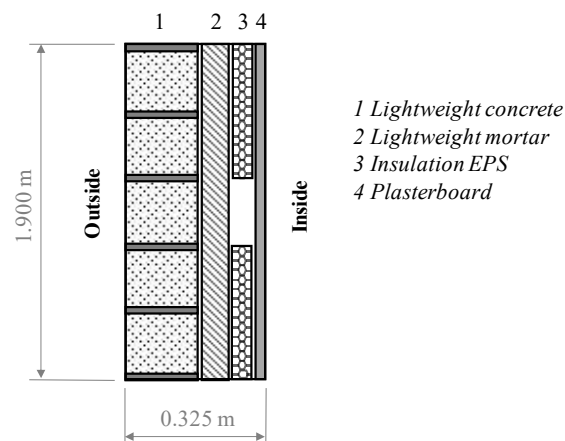 1 2 3 4
1 Lightweight concrete
2 Lightweight mortar
3 Insulation EPS
4 Plasterboard
1.900 m
Outside
Inside
0.325 m